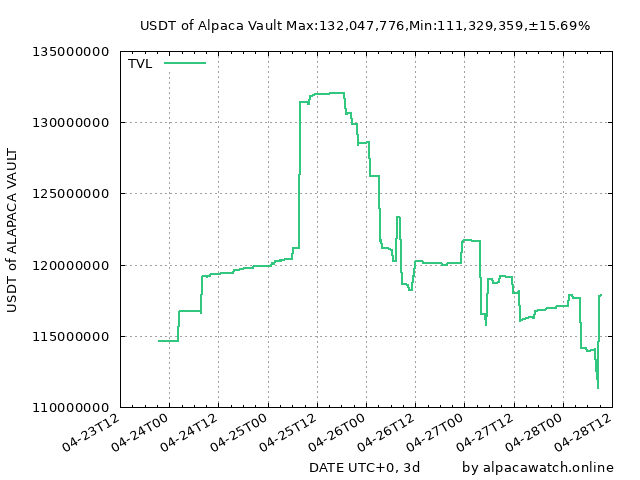 USDT of Alpaca Vault Max:132,047,776,Min:111,329,359,±15.69%
TVL
USDT of ALAPACA VAULT
135000000
130000000
125000000
120000000
115000000
110000000
04-23T12
04-24T00
04-24T12
04-25T00
04-25T12
04-26T00
04-26T12
04-27T00
04-27T12
04-28T00
04-28T12
DATE UTC+0, 3d
by alpacawatch.online